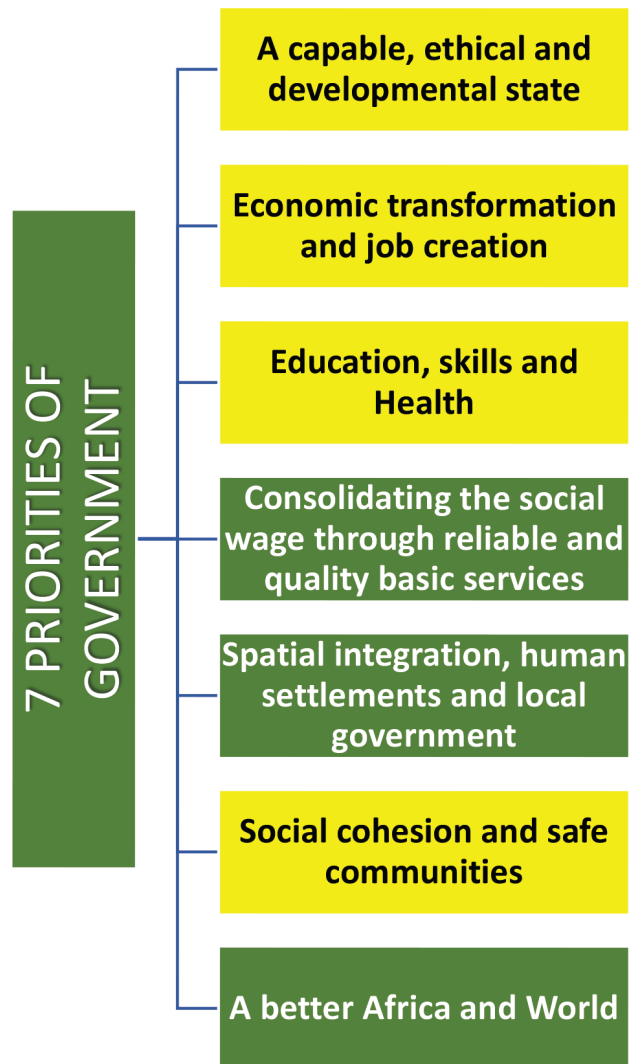 7 PRIORITIES OF
GOVERNMENT
A capable, ethical and
developmental state
Economic transformation
and job creation
Education, skills and
Health
Consolidating the social
wage through reliable and
quality basic services
Spatial integration, human
settlements and local
government
Social cohesion and safe
communities
A better Africa and World